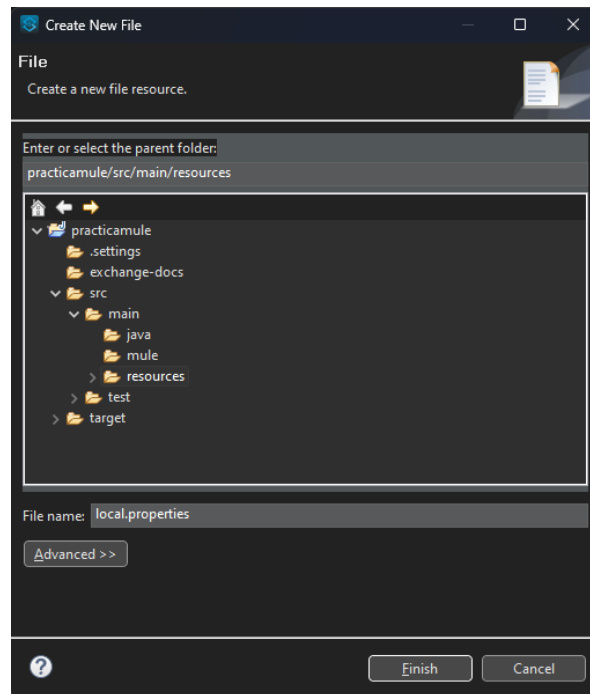 Create New File
File
Create a new file resource.
Enter or select the parent folder:
practicamule/src/main/resources
practicamule
.settings
exchange-docs
src
main
java
mule
resources
test
target
File name: local.properties
Advanced >>
Finish Cancel